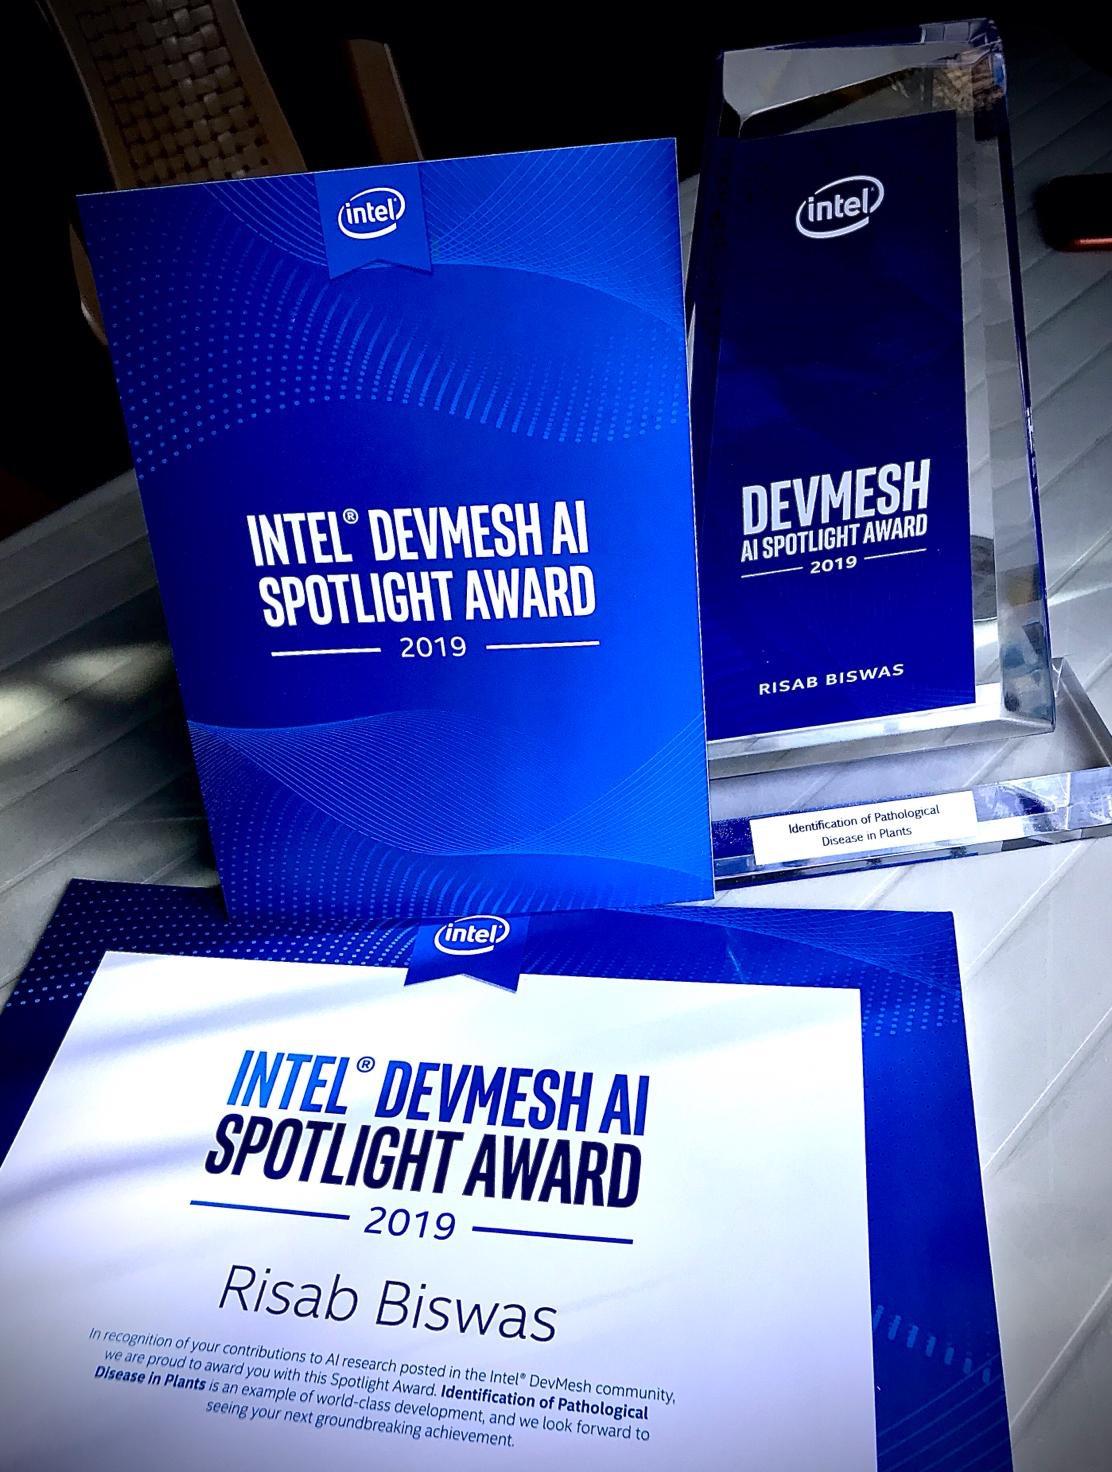 intel
INTEL® DEVMESH AI
SPOTLIGHT AWARD
2019
intel
DEVMESH
AI SPOTLIGHT AWARD
2019
RISAB BISWAS
Identification of Pathological
Disease in Plants
intel
INTEL® DEVMESH AI
SPOTLIGHT AWARD
2019
Risab Biswas
In recognition of your contributions to AI research posted in the Intel® DevMesh community,
we are proud to award you with this Spotlight Award. Identification of Pathological
Disease in Plants is an example of world-class development, and we look forward to
seeing your next groundbreaking achievement.